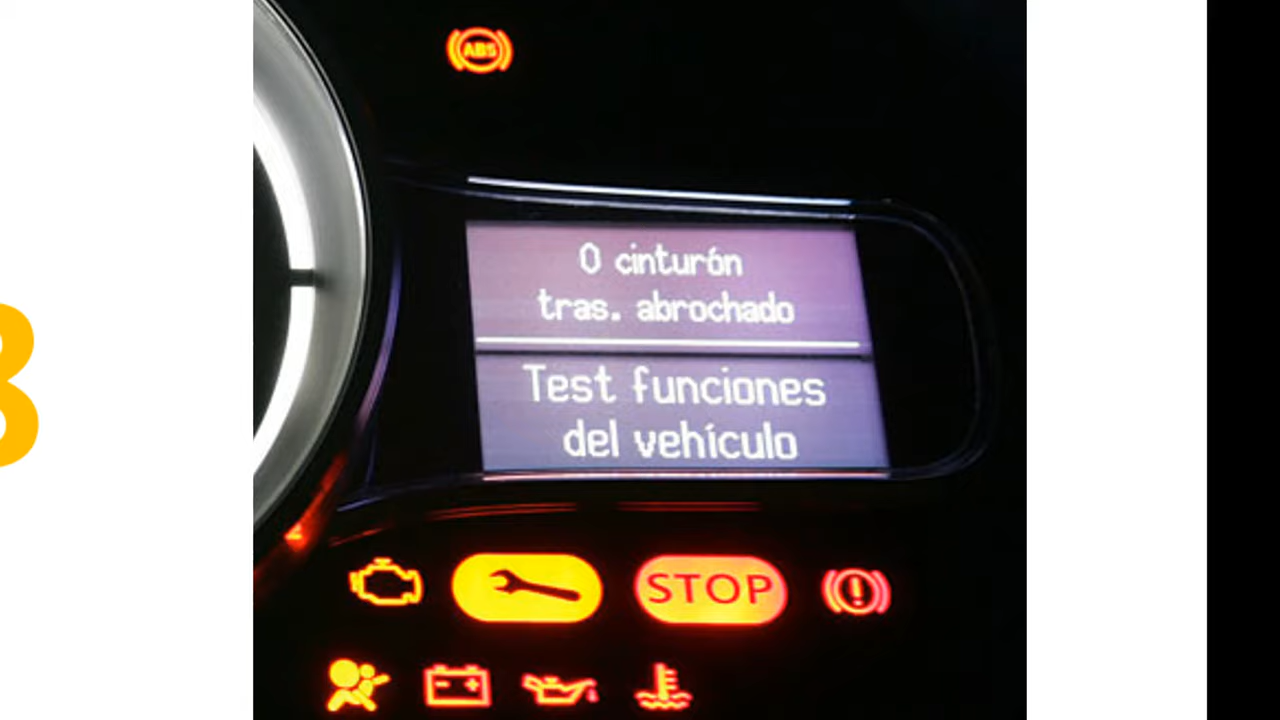 ABS
0 cinturón
tras. abrochado
Test funciones
del vehículo
STOP